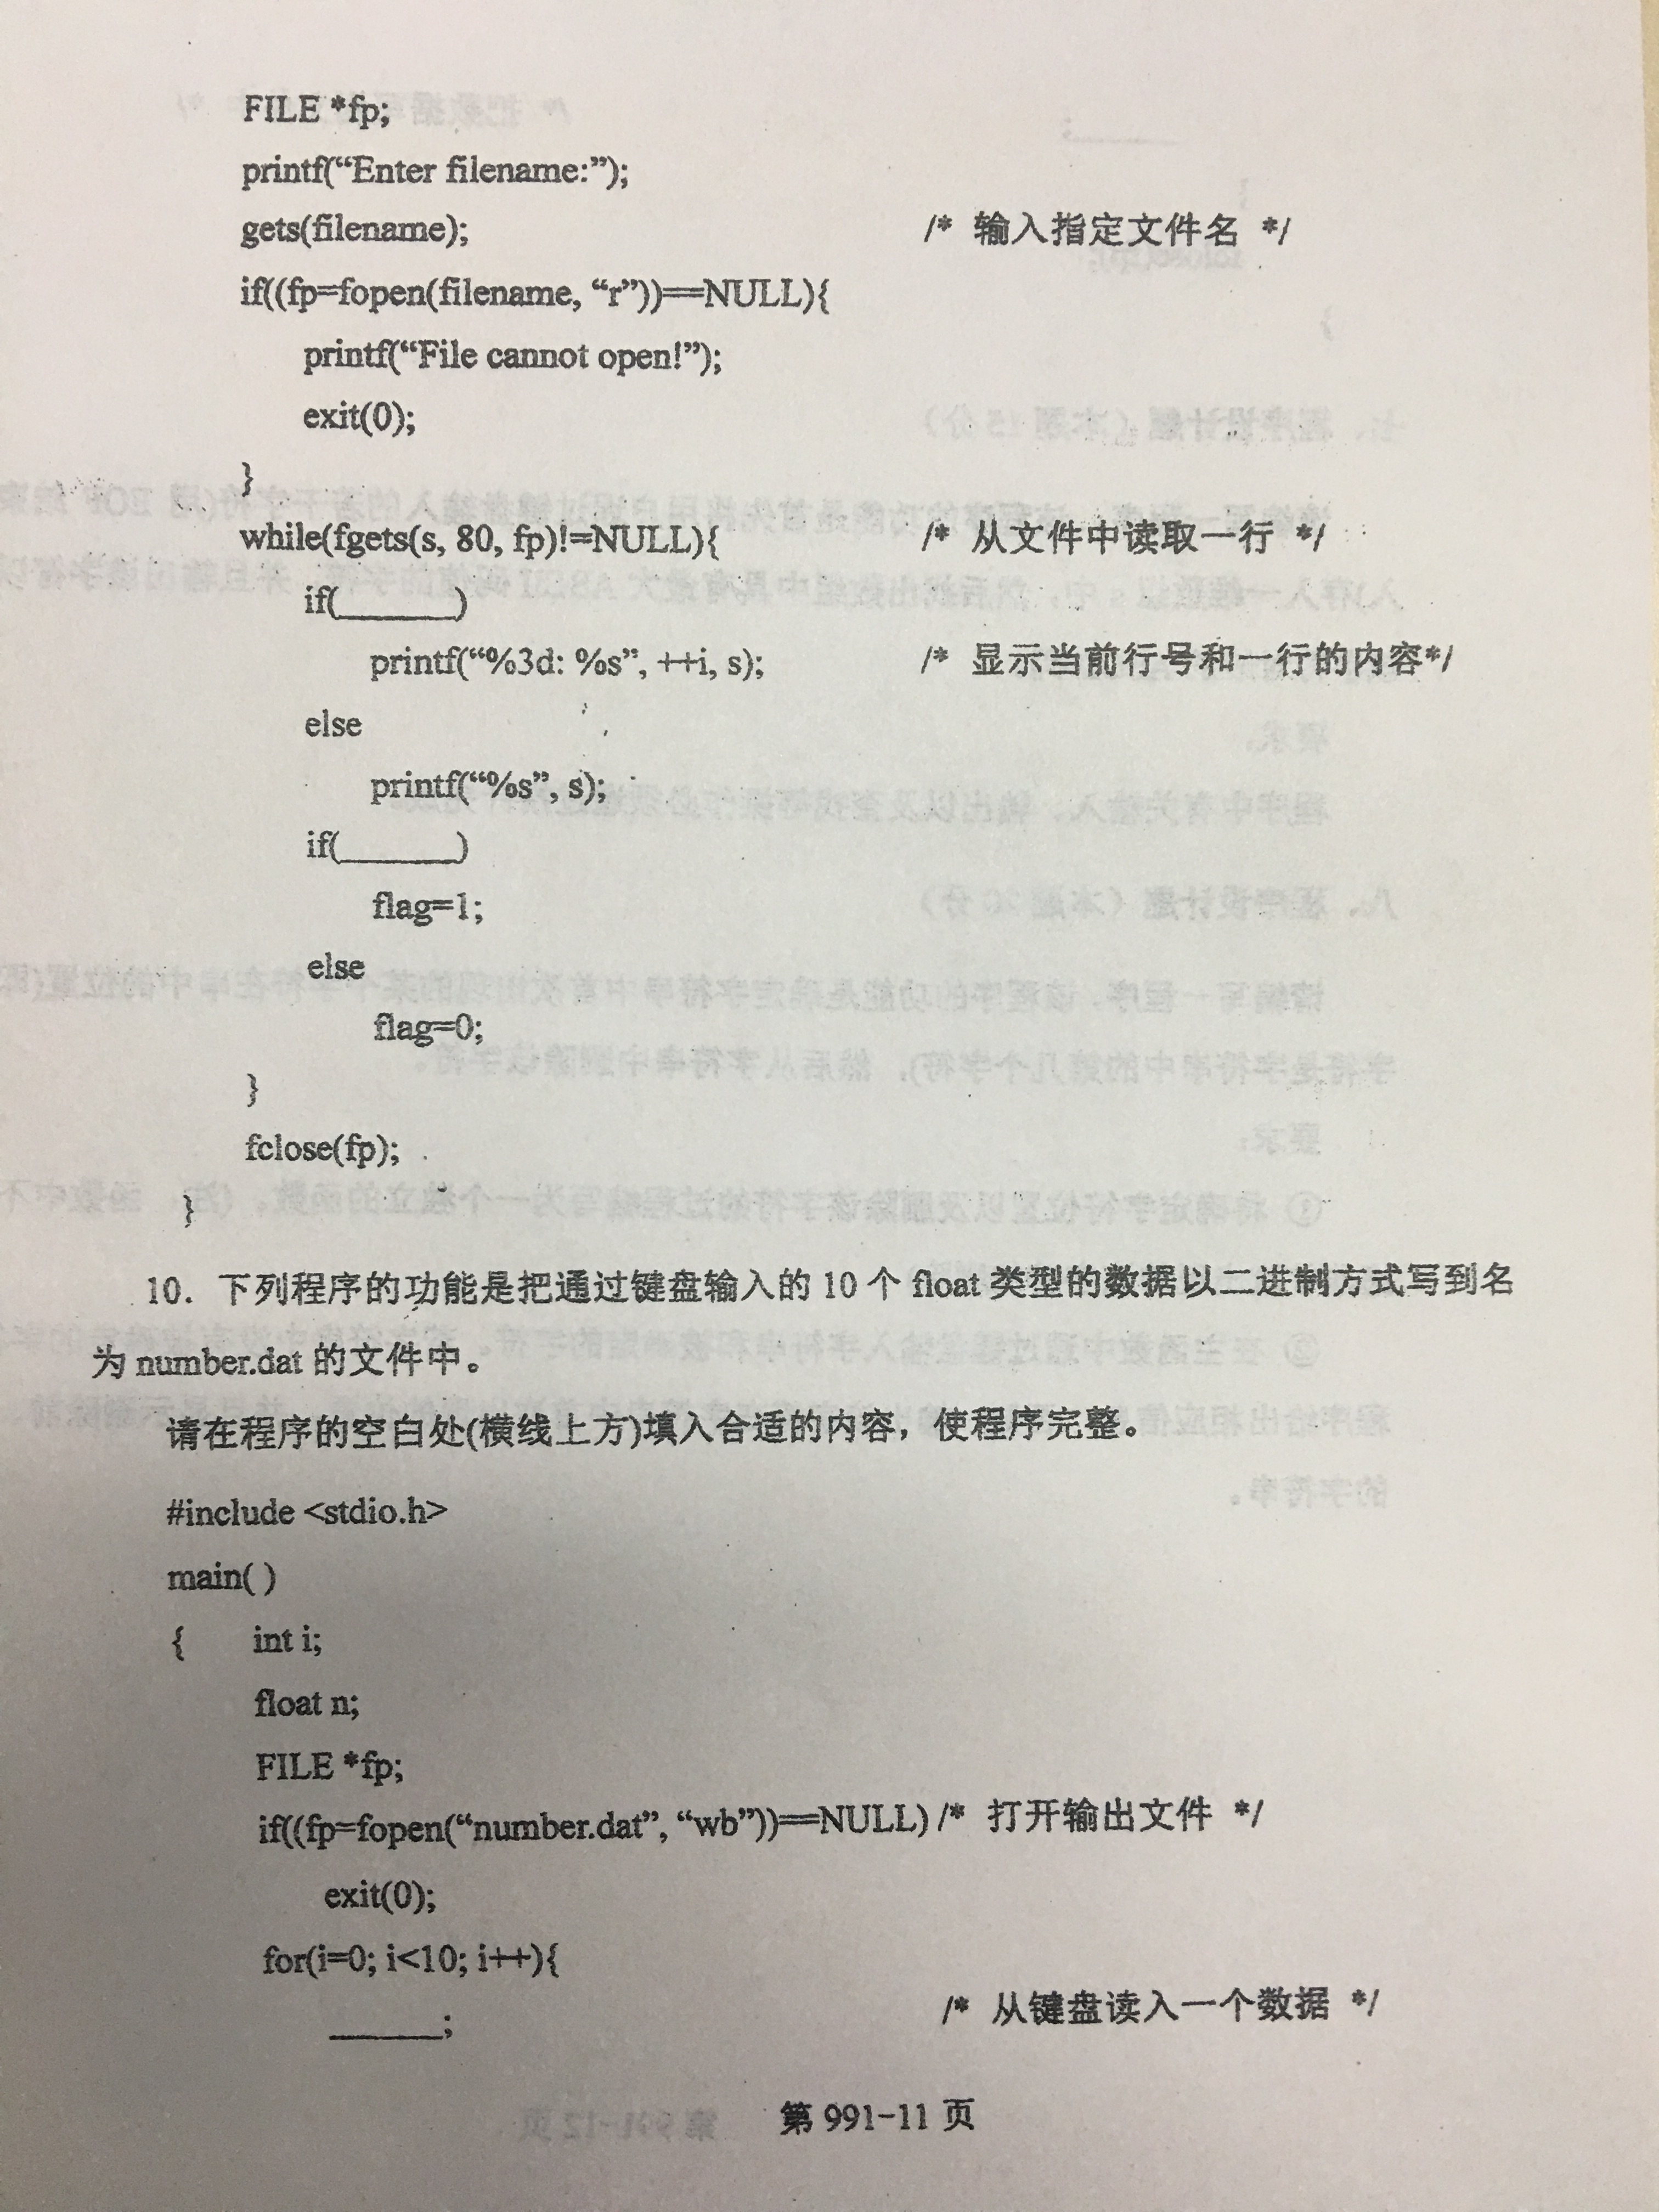 FILE *fp;
printf(“Enter filename:”);
gets(filename); /* 输入指定文件名 */
if((fp=fopen(filename, “r”))==NULL){
printf(“File cannot open!”);
exit(0);
}
while(fgets(s, 80, fp)!=NULL){ /* 从文件中读取一行 */
if(______)
printf(“%3d: %s”, ++i, s); /* 显示当前行号和一行的内容*/
else
printf(“%s”, s);
if(______)
flag=1;
else
flag=0;
}
fclose(fp);
}
10. 下列程序的功能是把通过键盘输入的 10 个 float 类型的数据以二进制方式写到名
为 number.dat 的文件中。
请在程序的空白处(横线上方)填入合适的内容，使程序完整。
#include <stdio.h>
main( )
{ int i;
float n;
FILE *fp;
if((fp=fopen(“number.dat”, “wb”))==NULL) /* 打开输出文件 */
exit(0);
for(i=0; i<10; i++){
______; /* 从键盘读入一个数据 */
第 991-11 页